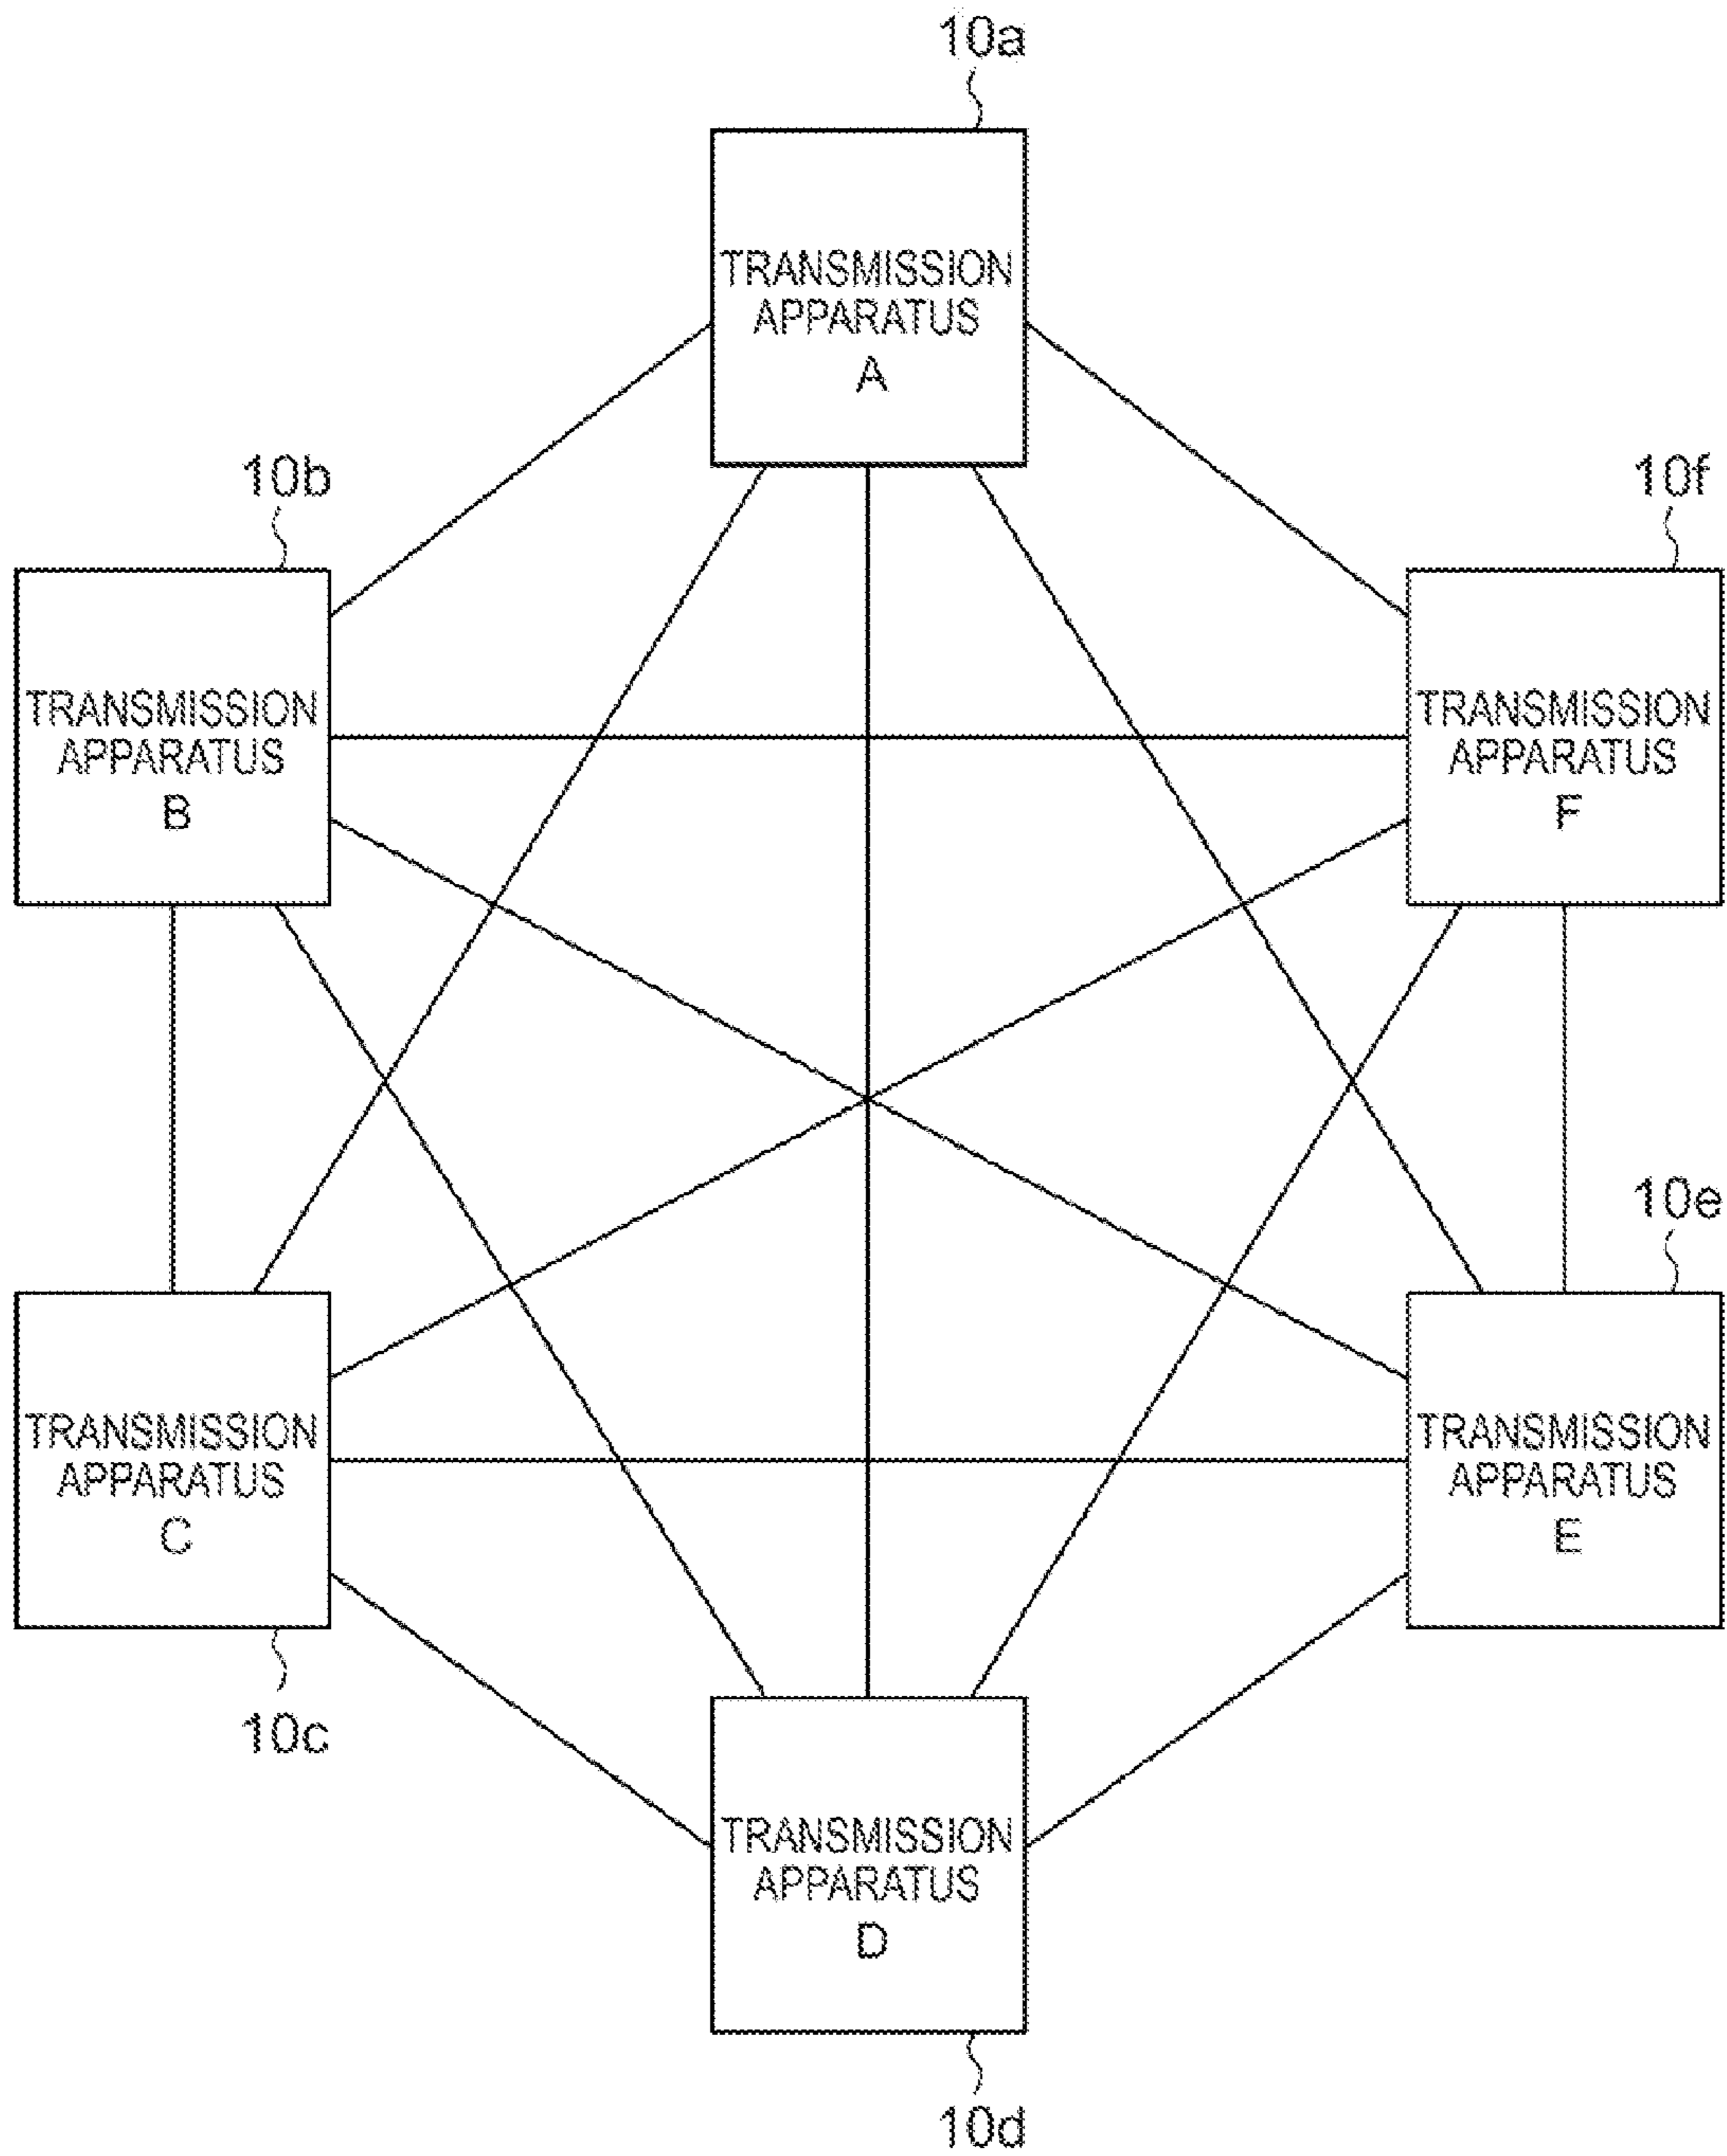 10a
TRANSMISSION
APPARATUS
A
10b
TRANSMISSION
APPARATUS
B
10f
TRANSMISSION
APPARATUS
F
10e
TRANSMISSION
APPARATUS
C
10c
TRANSMISSION
APPARATUS
E
TRANSMISSION
APPARATUS
D
10d